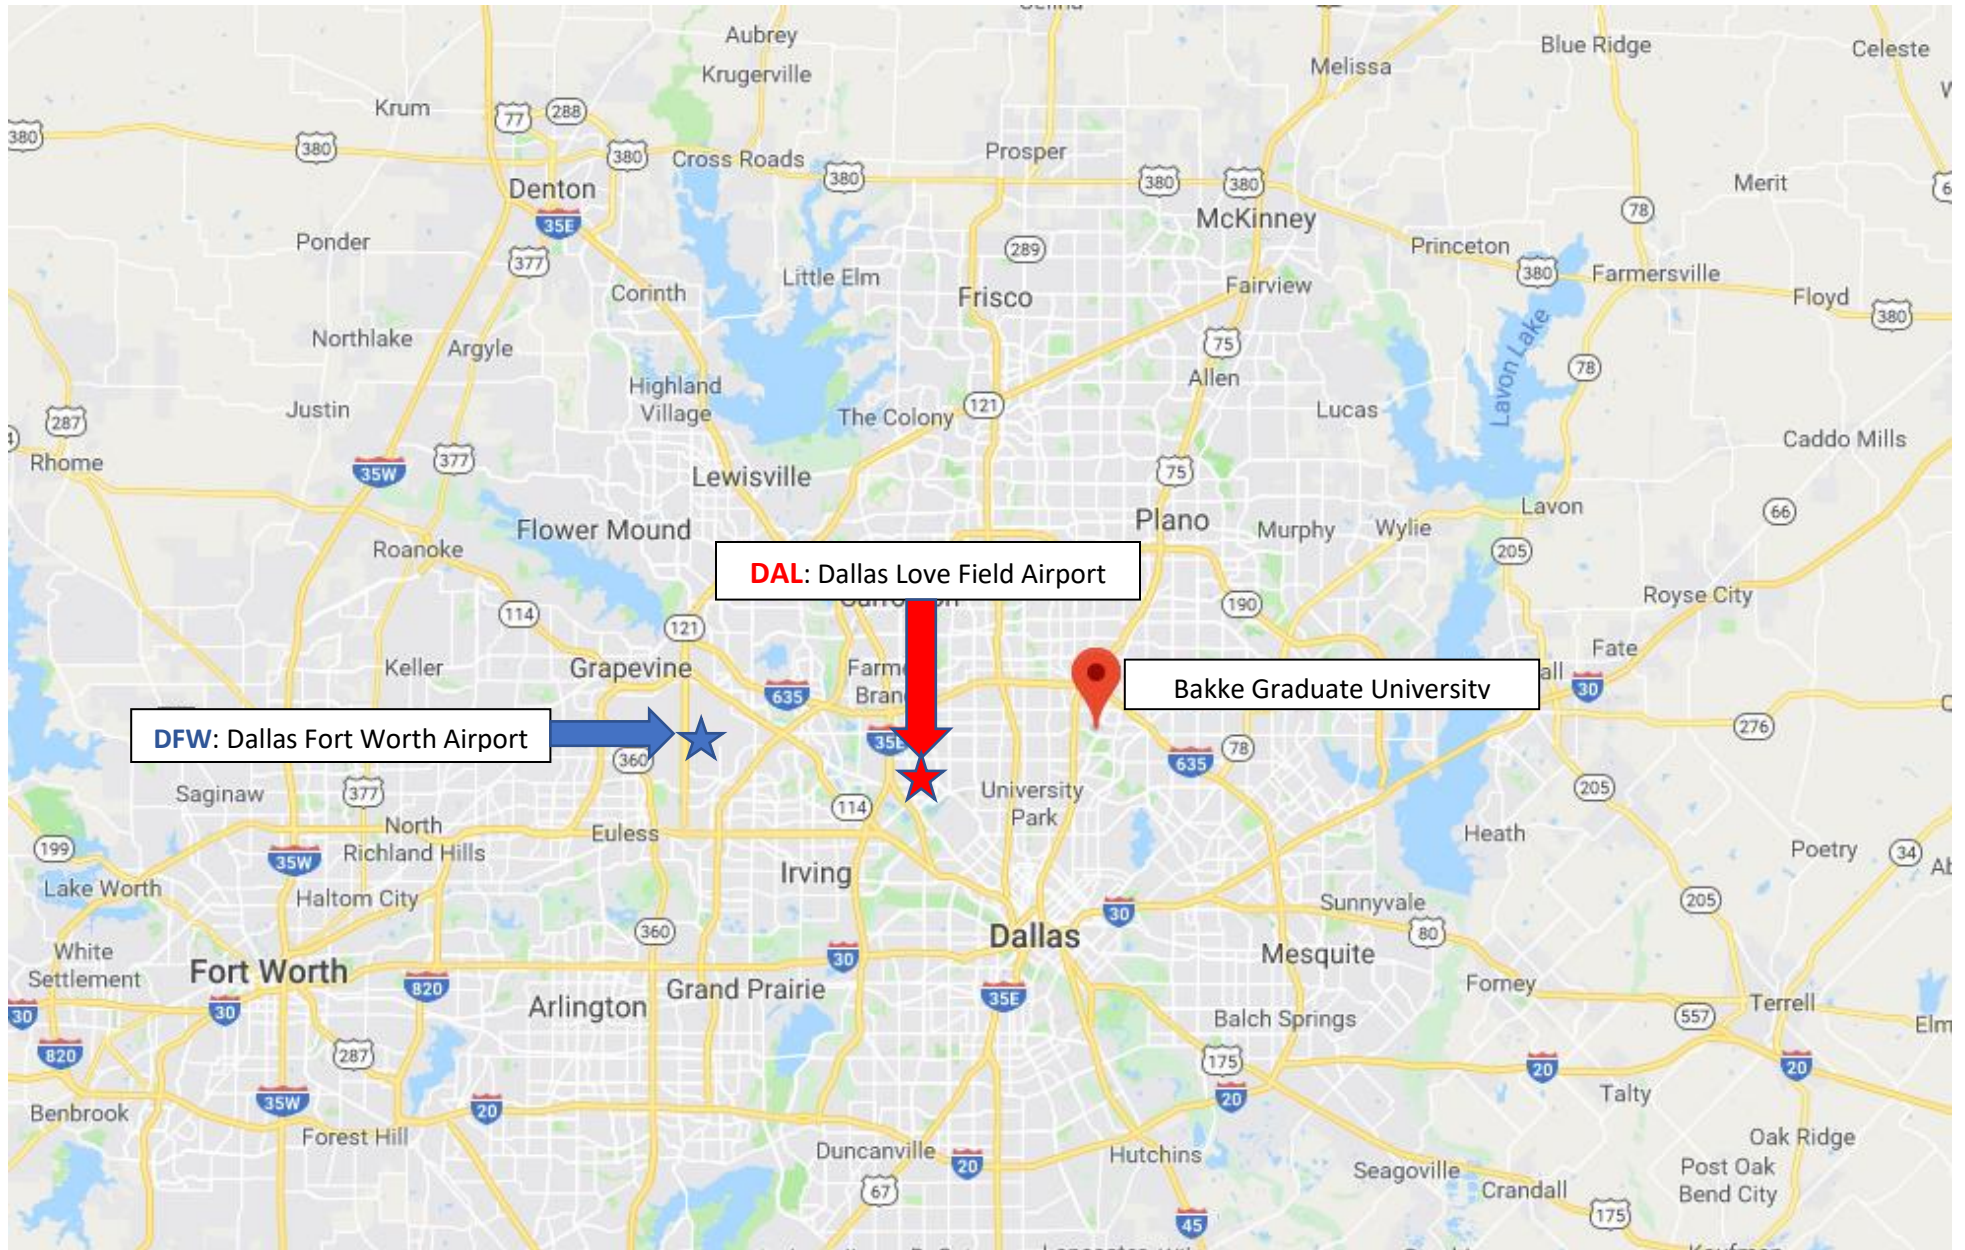 Aubrey
Krugerville
Blue Ridge
Celeste
Melissa
Krum
77
288
380
380
380
Cross Roads
380
Prosper
380
380
Merit
Denton
35E
McKinney
78
Ponder
377
289
Princeton
380
Farmersville
Little Elm
Corinth
Frisco
Fairview
Floyd
380
Northlake
Argyle
75
Allen
Lavon Lake
78
Highland
Village
Justin
287
The Colony
121
Lucas
Caddo Mills
Rhome
35W
377
Lewisville
75
Lavon
66
Flower Mound
Plano
Murphy
Wylie
Roanoke
205
DAL: Dallas Love Field Airport
114
121
190
Royse City
Keller
Grapevine
Fate
635
30
Bakke Graduate University
DFW: Dallas Fort Worth Airport
35E
360
635
78
276
Saginaw
377
University
Park
114
205
North
Richland Hills
Euless
Heath
199
35W
Poetry
34
Lake Worth
Haltom City
Irving
Sunnyvale
205
30
360
Dallas
80
White
Settlement
Fort Worth
820
30
Mesquite
Forney
Grand Prairie
Arlington
35E
30
30
Balch Springs
557
Terrell
820
287
175
20
20
35W
20
20
Talty
Benbrook
Forest Hill
Duncanville
20
Hutchins
Oak Ridge
Seagoville
Post Oak
Bend City
67
Crandall
175
45